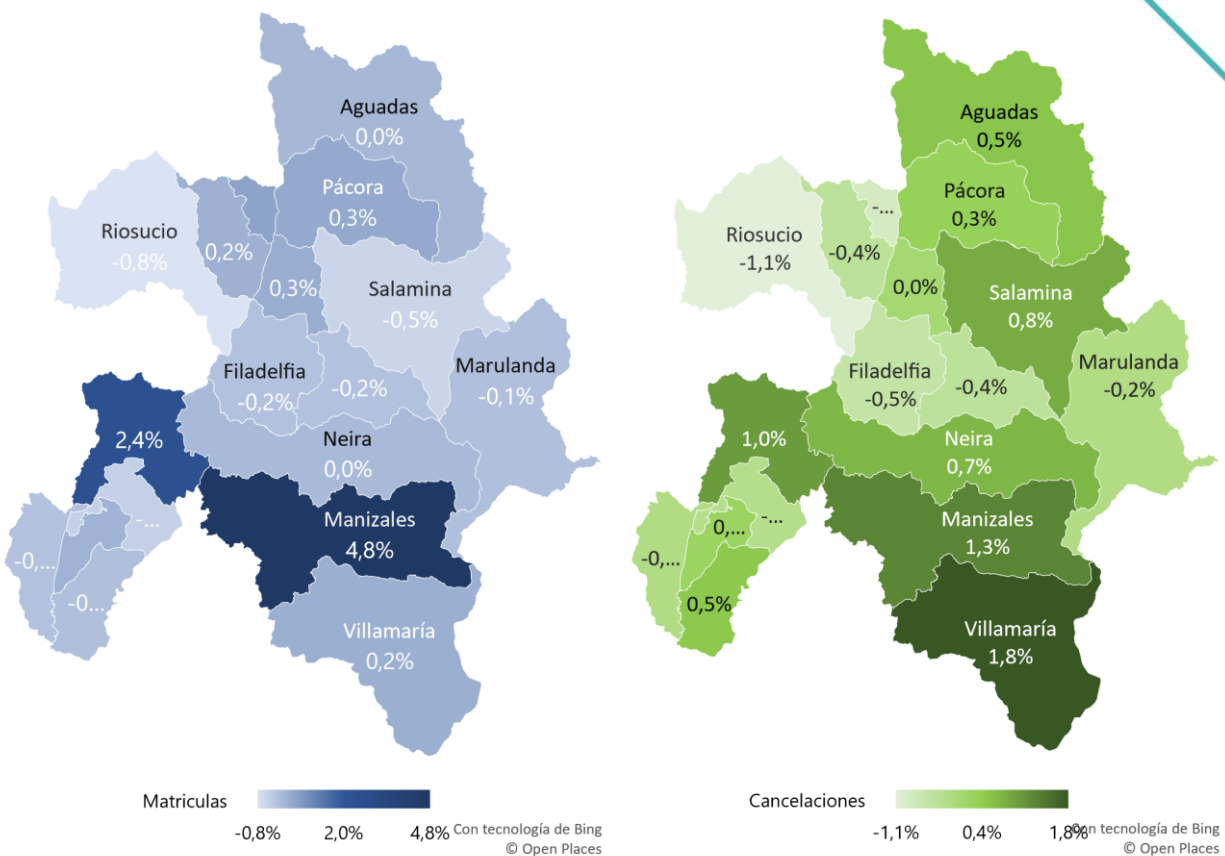 Aguadas
0,0%
Pácora
0,3%
Riosucio
-0,8%
0,2%
0,3%
Salamina
-0,5%
Filadelfia
-0,2%
-0,2%
Marulanda
-0,1%
2,4%
Neira
0,0%
Manizales
4,8%
-...
-0,...
-0...
Villamaría
0,2%
Matriculas
-0,8% 2,0% 4,8%
Con tecnología de Bing
© Open Places
Aguadas
0,5%
Pácora
0,3%
-...
Riosucio
-1,1%
-0,4%
0,0%
Salamina
0,8%
Filadelfia
-0,5%
-0,4%
Marulanda
-0,2%
1,0%
Neira
0,7%
Manizales
1,3%
0,...
-...
-0,...
0,5%
Villamaría
1,8%
Cancelaciones
-1,1% 0,4% 1,8%
Con tecnología de Bing
© Open Places